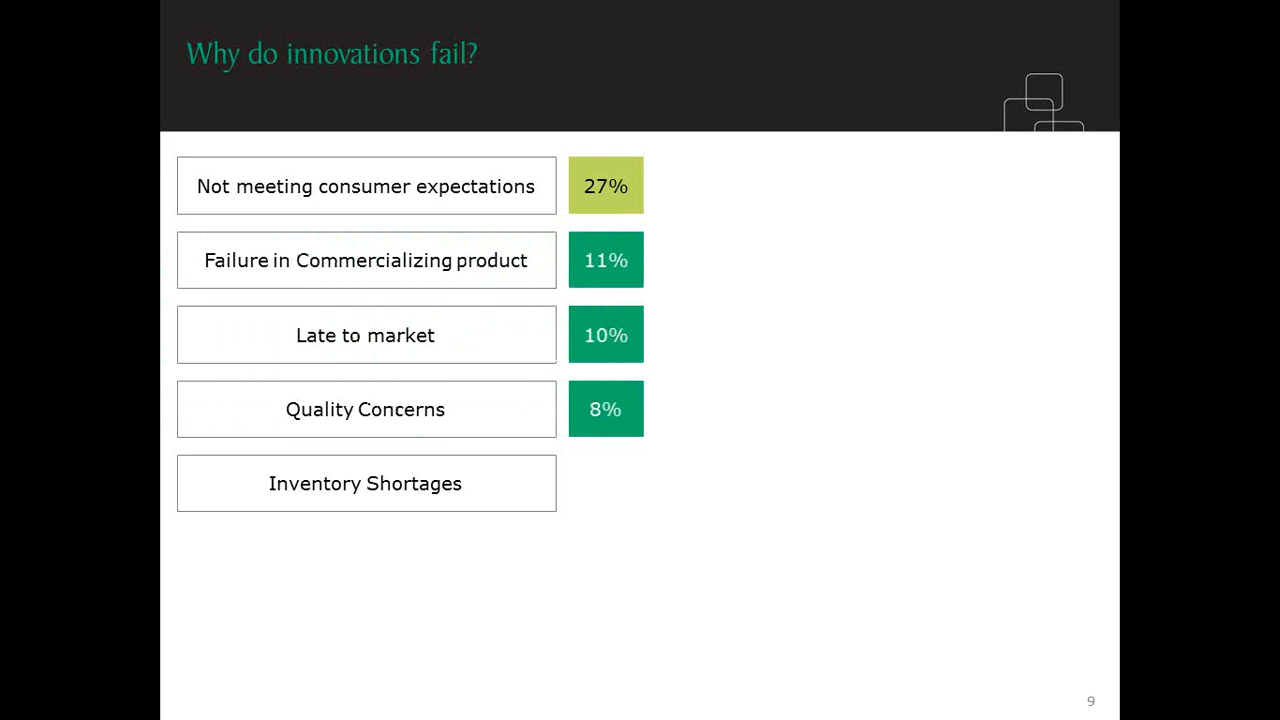 Why do innovations fail?
Not meeting consumer expectations 27%
Failure in Commercializing product 11%
Late to market 10%
Quality Concerns 8%
Inventory Shortages
9